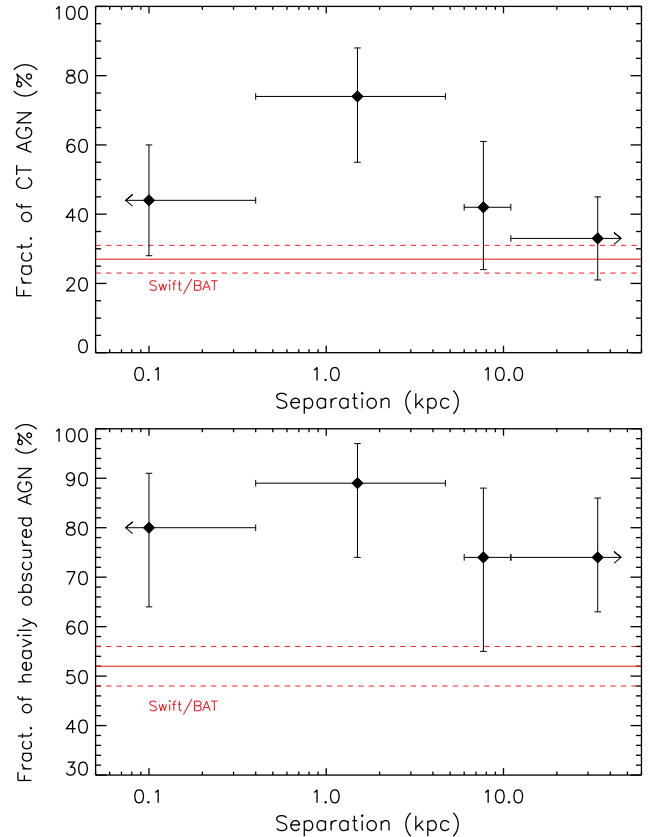 100
80
60
40
20
0
Fract. of CT AGN (%)
Swift/BAT
0.1 1.0 10.0
Separation (kpc)
100
90
80
70
60
50
40
30
Fract. of heavily obscured AGN (%)
Swift/BAT
0.1 1.0 10.0
Separation (kpc)